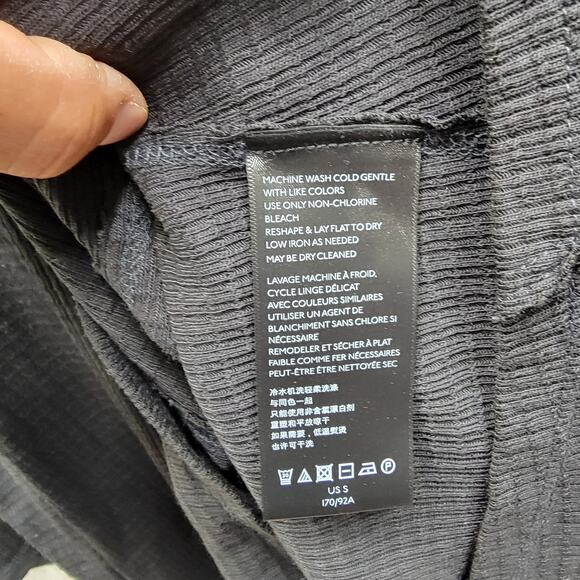 MACHINE WASH COLD GENTLE
WITH LIKE COLORS
USE ONLY NON-CHLORINE
BLEACH
RESHAPE & LAY FLAT TO DRY
LOW IRON AS NEEDED
MAY BE DRY CLEANED
LAVAGE MACHINE À FROID,
CYCLE LINGE DÉLICAT
AVEC COULEURS SIMILAIRES
UTILISER UN AGENT DE
BLANCHIMENT SANS CHLORE SI
NÉCESSAIRE
REMODELER ET SÉCHER À PLAT
FAIBLE COMME FER NÉCESSAIRES
PEUT-ÊTRE ÊTRE NETTOYÉE SEC
冷水机洗轻柔洗涤
与同色一起
只能使用非含氯漂白剂
重塑和平放晾干
如果需要, 低温熨烫
也许可干洗
P
US S
170/92A